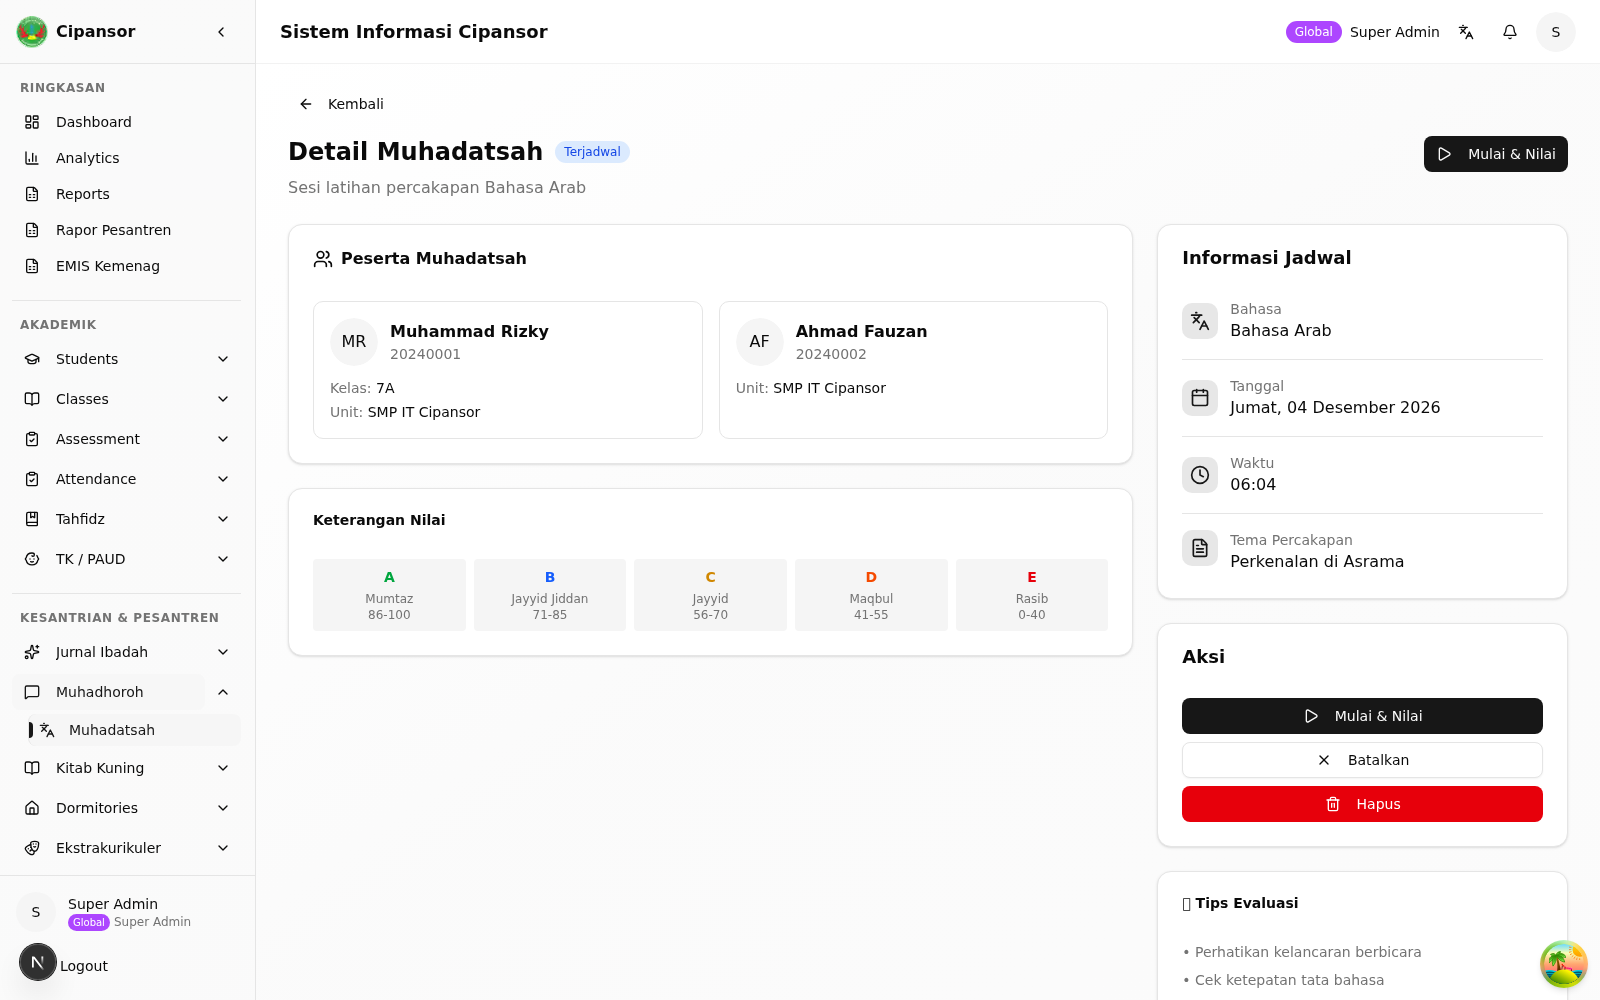 Cipansor
RINGKASAN
Dashboard
Analytics
Reports
Rapor Pesantren
EMIS Kemenag
AKADEMIK
Students
Classes
Assessment
Attendance
Tahfidz
TK / PAUD
KESANTRIAN & PESANTREN
Jurnal Ibadah
Muhadhoroh
Muhadatsah
Kitab Kuning
Dormitories
Ekstrakurikuler
S
Super Admin
Global Super Admin
N
Logout
Sistem Informasi Cipansor
Global Super Admin
S
Kembali
Detail Muhadatsah Terjadwal
Sesi latihan percakapan Bahasa Arab
Mulai & Nilai
Peserta Muhadatsah
MR
Muhammad Rizky
20240001
Kelas: 7A
Unit: SMP IT Cipansor
AF
Ahmad Fauzan
20240002
Unit: SMP IT Cipansor
Keterangan Nilai
A
Mumtaz
86-100
B
Jayyid Jiddan
71-85
C
Jayyid
56-70
D
Maqbul
41-55
E
Rasib
0-40
Informasi Jadwal
Bahasa
Bahasa Arab
Tanggal
Jumat, 04 Desember 2026
Waktu
06:04
Tema Percakapan
Perkenalan di Asrama
Aksi
Mulai & Nilai
Batalkan
Hapus
Tips Evaluasi
• Perhatikan kelancaran berbicara
• Cek ketepatan tata bahasa